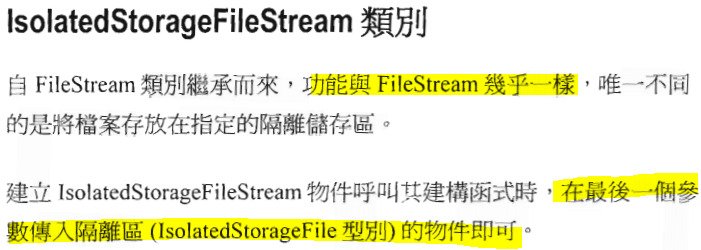 IsolatedStorageFileStream 類別
自 FileStream 類別繼承而來，功能與 FileStream 幾乎一樣，唯一不同
的是將檔案存放在指定的隔離儲存區。
建立 IsolatedStorageFileStream 物件呼叫其建構函式時，在最後一個參
數傳入隔離區 (IsolatedStorageFile 型別) 的物件即可。